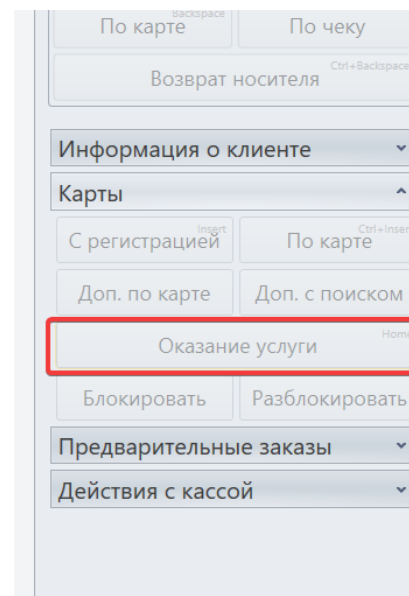 Backspace
По карте По чеку
Ctrl+Backspace
Возврат носителя
Информация о клиенте
Карты
Insert Ctrl+Inser
С регистрацией По карте
Доп. по карте Доп. с поиском
Home
Оказание услуги
Блокировать Разблокировать
Предварительные заказы
Действия с кассой